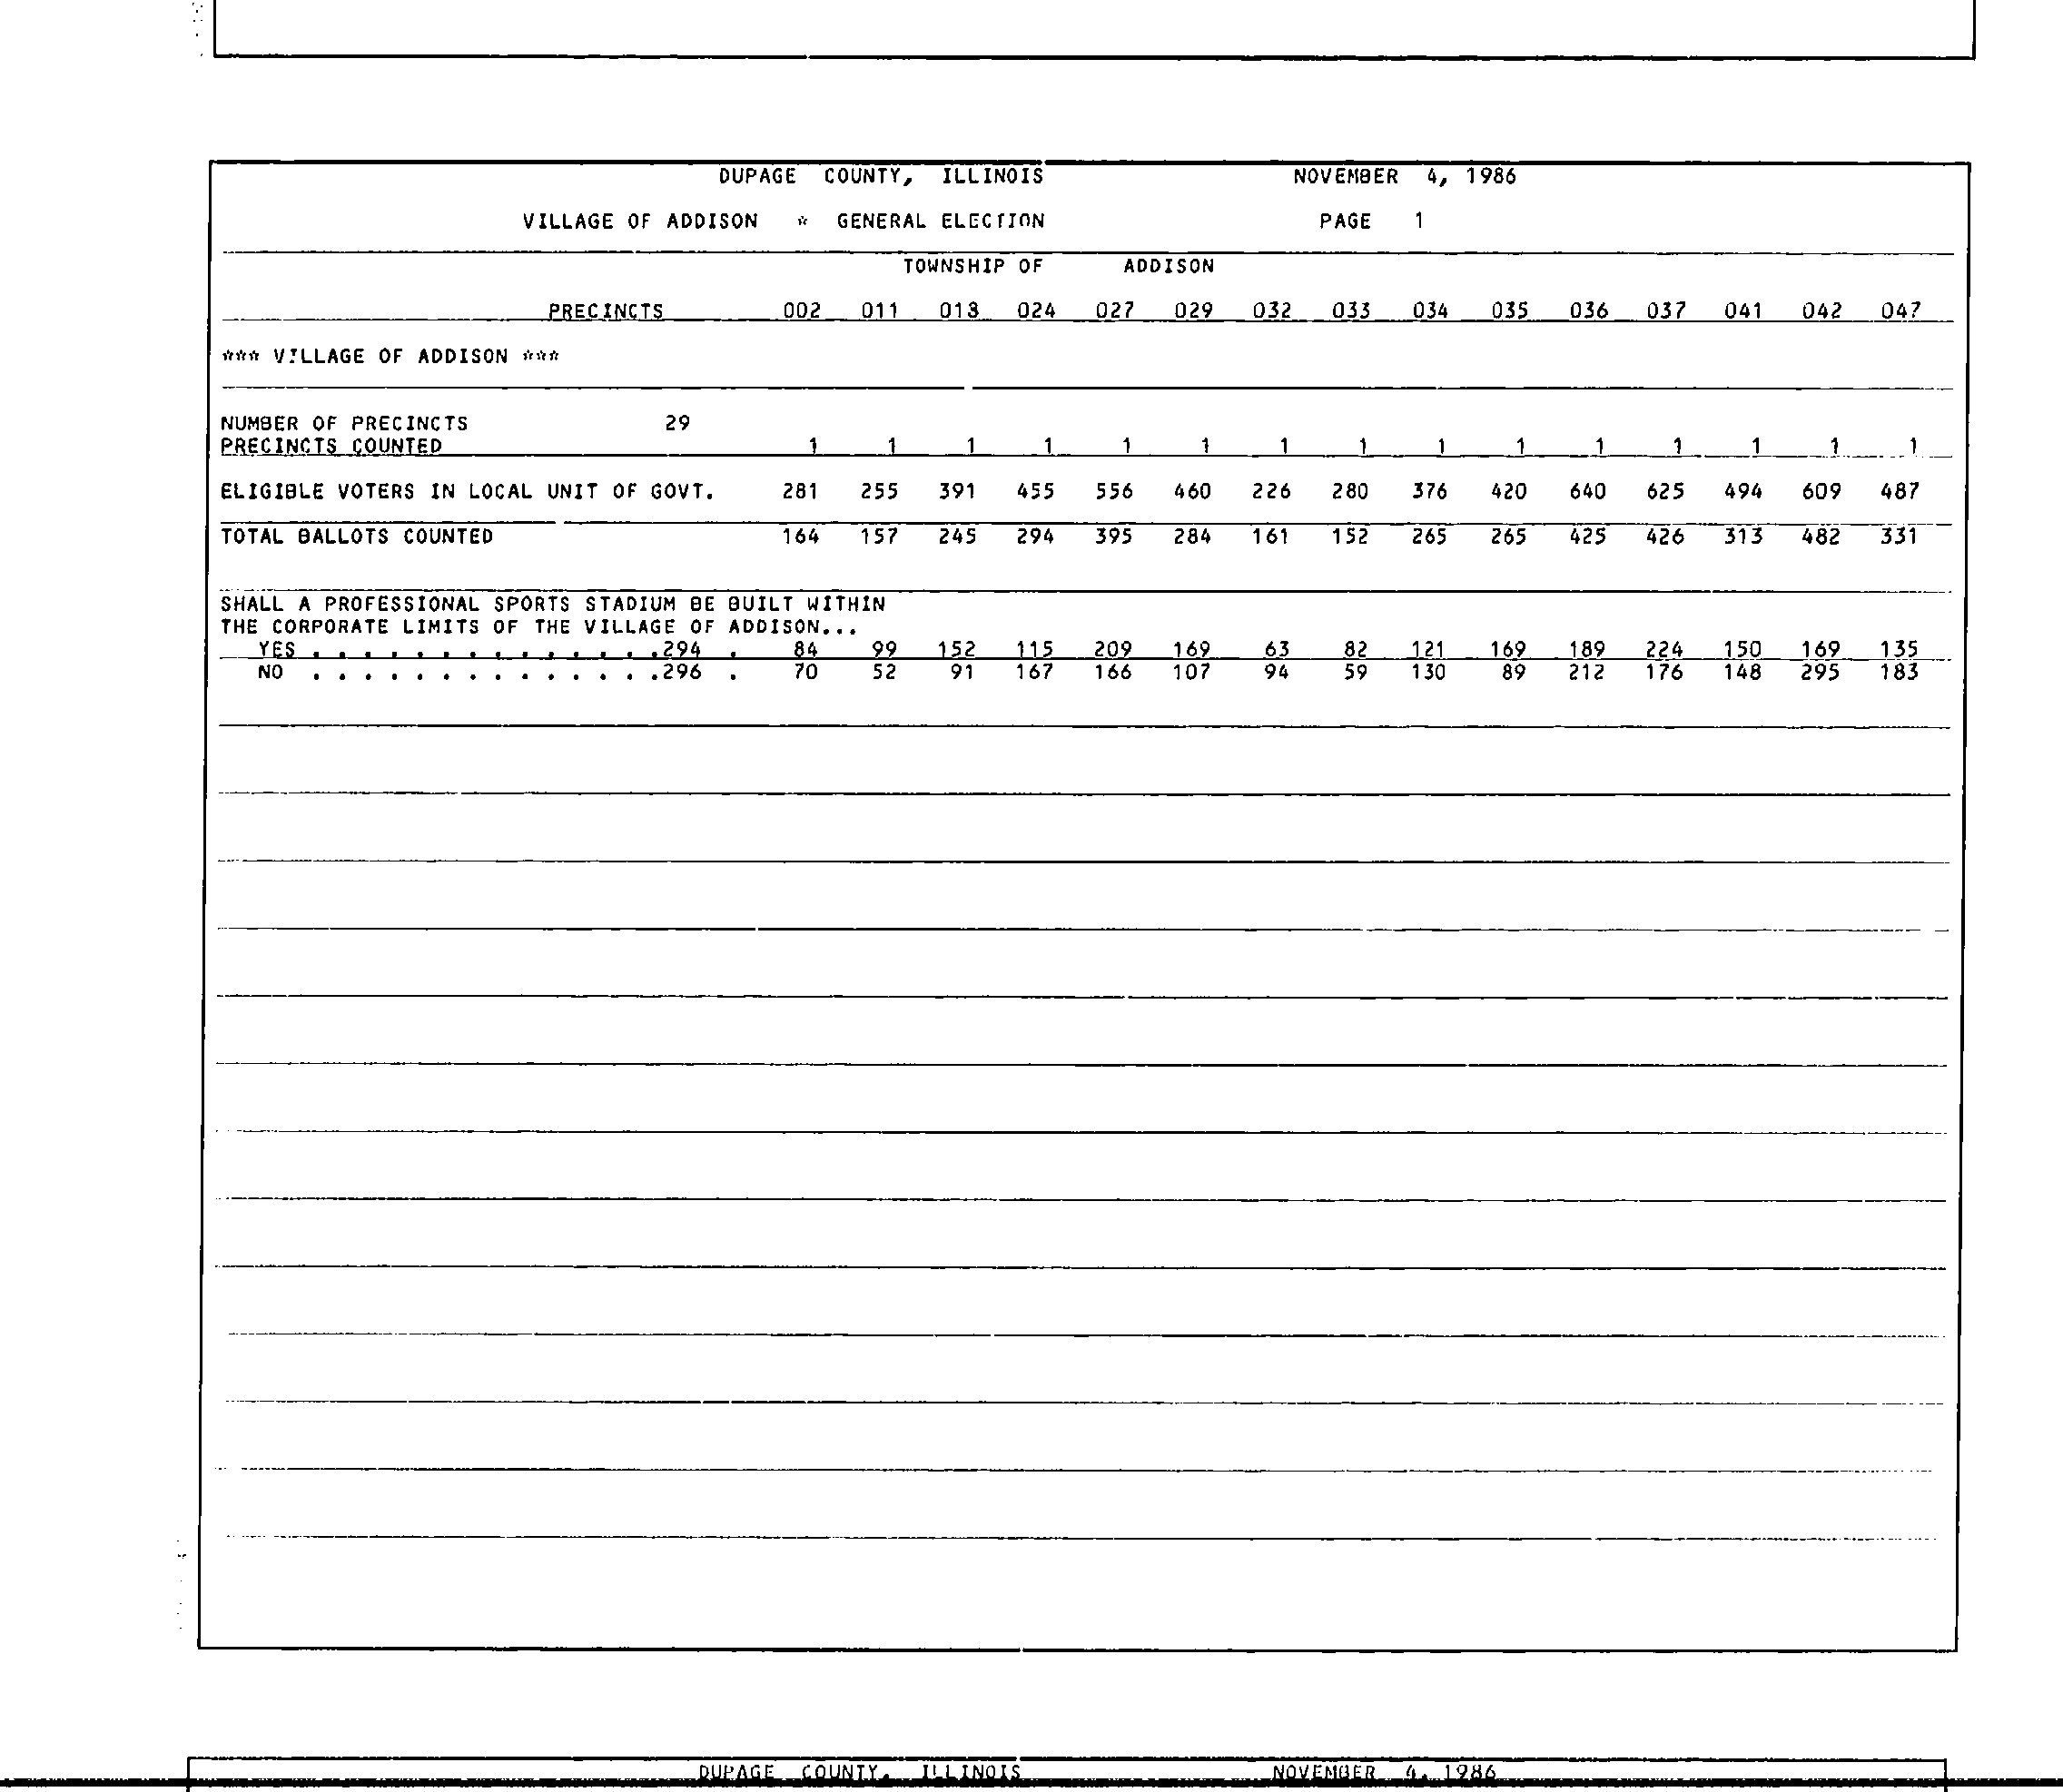 DUPAGE COUNTY, ILLINOIS NOVEMBER 4, 1986
VILLAGE OF ADDISON * GENERAL ELECTION PAGE 1
TOWNSHIP OF ADDISON
PRECINCTS 002 011 018 024 027 029 032 033 034 035 036 037 041 042 047
*** VILLAGE OF ADDISON ***
NUMBER OF PRECINCTS 29
PRECINCTS COUNTED 1 1 1 1 1 1 1 1 1 1 1 1 1 1 1
ELIGIBLE VOTERS IN LOCAL UNIT OF GOVT. 281 255 391 455 556 460 226 280 376 420 640 625 494 609 487
TOTAL BALLOTS COUNTED 164 157 245 294 395 284 161 152 265 265 425 426 313 482 331
SHALL A PROFESSIONAL SPORTS STADIUM BE BUILT WITHIN
THE CORPORATE LIMITS OF THE VILLAGE OF ADDISON...
YES . . . . . . . . . . . . . .294 . 84 99 152 115 209 169 63 82 121 169 189 224 150 169 135
NO . . . . . . . . . . . . . .296 . 70 52 91 167 166 107 94 59 130 89 212 176 148 295 183
DUPAGE COUNTY, ILLINOIS NOVEMBER 4, 1986